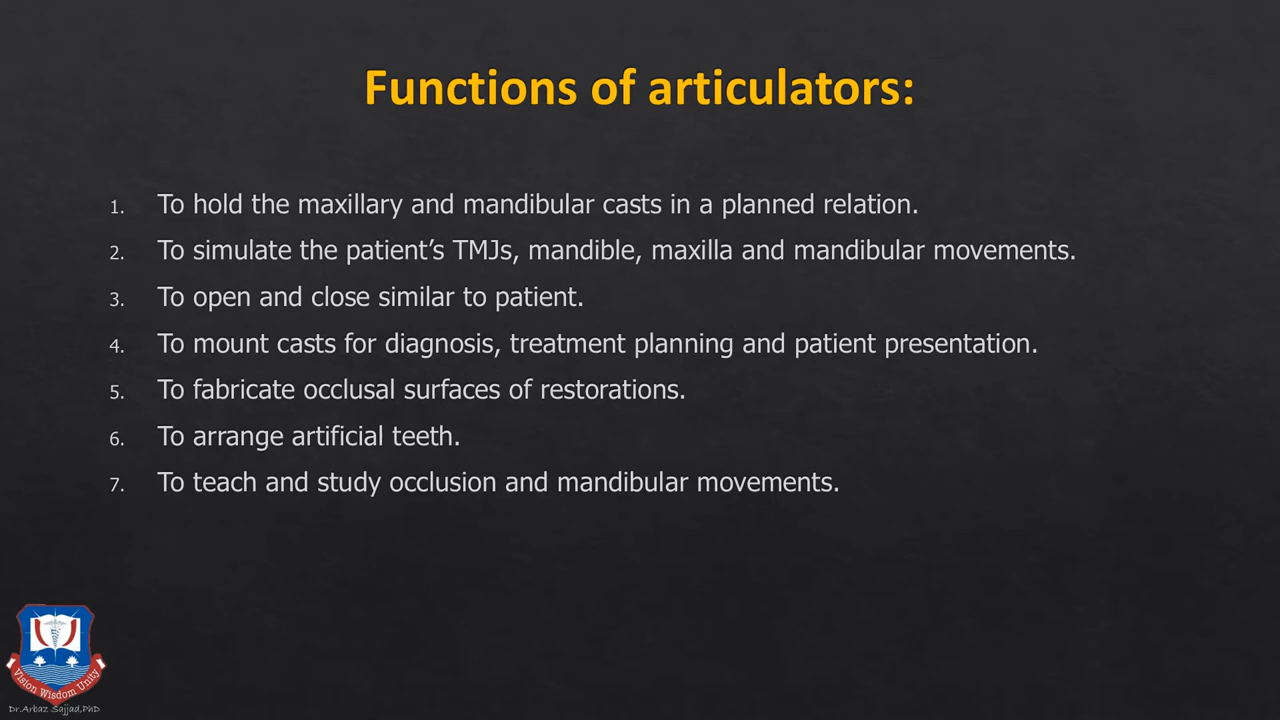 Functions of articulators:
1. To hold the maxillary and mandibular casts in a planned relation.
2. To simulate the patient’s TMJs, mandible, maxilla and mandibular movements.
3. To open and close similar to patient.
4. To mount casts for diagnosis, treatment planning and patient presentation.
5. To fabricate occlusal surfaces of restorations.
6. To arrange artificial teeth.
7. To teach and study occlusion and mandibular movements.
Vision Wisdom Unity
Dr.Arbaz Sajjad,PhD